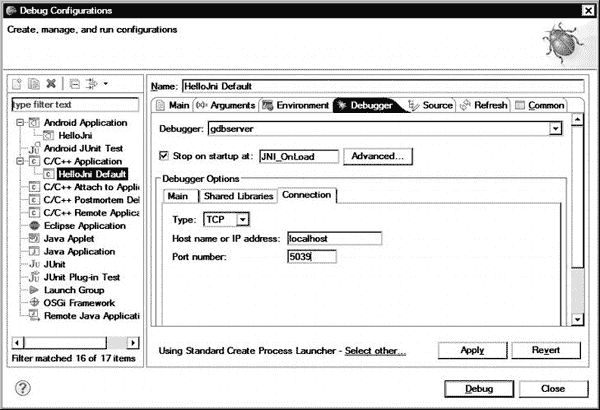 Debug Configurations
Create, manage, and run configurations
type filter text
Android Application
HelloJni
Android JUnit Test
C/C++ Application
HelloJni Default
C/C++ Attach to Applic
C/C++ Postmortem Del
C/C++ Remote Applica
Eclipse Application
Java Applet
Java Application
JUnit
JUnit Plug-in Test
Launch Group
OSGi Framework
Remote Java Applicati
Filter matched 16 of 17 items
Name: HelloJni Default
Main Arguments Environment Debugger Source Refresh Common
Debugger: gdbserver
Stop on startup at: JNI_OnLoad Advanced...
Debugger Options
Main Shared Libraries Connection
Type: TCP
Host name or IP address: localhost
Port number: 5039
Using Standard Create Process Launcher - Select other...
Apply Revert
Debug Close